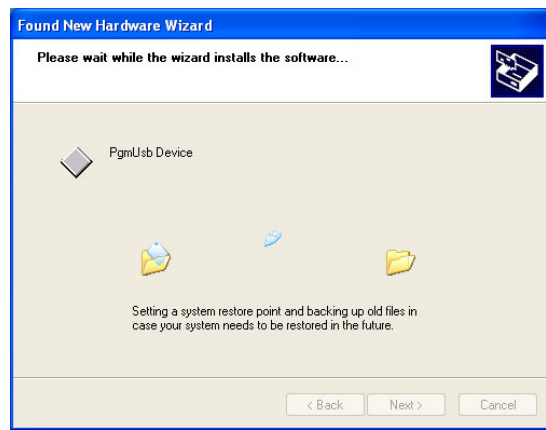 Found New Hardware Wizard
Please wait while the wizard installs the software...
PgmUsb Device
Setting a system restore point and backing up old files in
case your system needs to be restored in the future.
< Back
Next >
Cancel